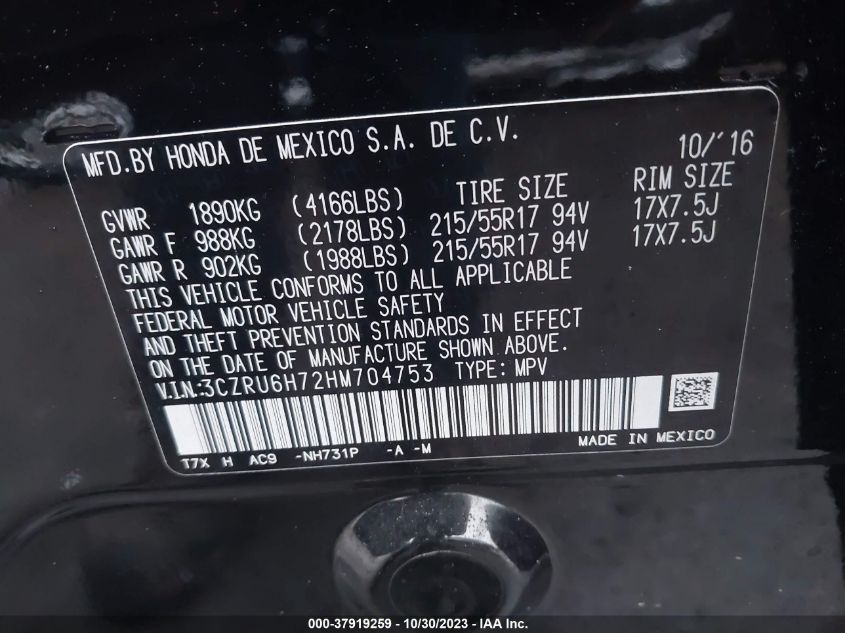 MFD.BY HONDA DE MEXICO S.A. DE C.V. 10/'16
TIRE SIZE RIM SIZE
GVWR 1890KG (4166LBS)
GAWR F 988KG (2178LBS) 215/55R17 94V 17X7.5J
GAWR R 902KG (1988LBS) 215/55R17 94V 17X7.5J
THIS VEHICLE CONFORMS TO ALL APPLICABLE
FEDERAL MOTOR VEHICLE SAFETY
AND THEFT PREVENTION STANDARDS IN EFFECT
ON THE DATE OF MANUFACTURE SHOWN ABOVE.
V.I.N:3CZRU6H72HM704753 TYPE: MPV
T7X H AC9 -NH731P -A -M MADE IN MEXICO
000-37919259 - 10/30/2023 - IAA Inc.